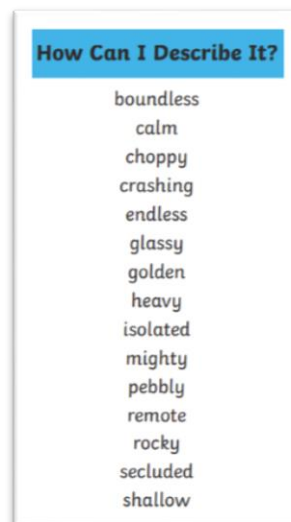 How Can I Describe It?
boundless
calm
choppy
crashing
endless
glassy
golden
heavy
isolated
mighty
pebbly
remote
rocky
secluded
shallow